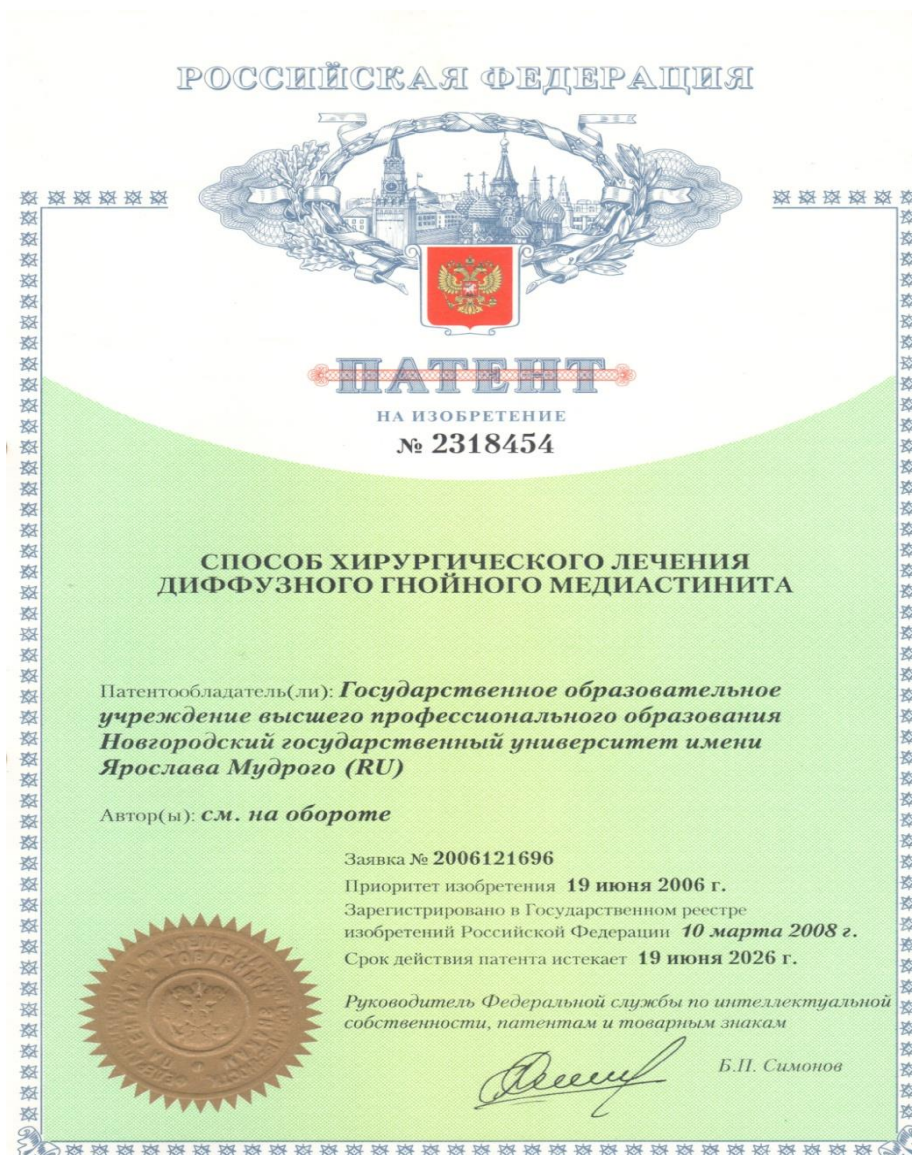 РОССИЙСКАЯ ФЕДЕРАЦИЯ
ПАТЕНТ
НА ИЗОБРЕТЕНИЕ
№ 2318454
СПОСОБ ХИРУРГИЧЕСКОГО ЛЕЧЕНИЯ
ДИФФУЗНОГО ГНОЙНОГО МЕДИАСТИНИТА
Патентообладатель(ли): Государственное образовательное
учреждение высшего профессионального образования
Новгородский государственный университет имени
Ярослава Мудрого (RU)
Автор(ы): см. на обороте
Заявка № 2006121696
Приоритет изобретения 19 июня 2006 г.
Зарегистрировано в Государственном реестре
изобретений Российской Федерации 10 марта 2008 г.
Срок действия патента истекает 19 июня 2026 г.
Руководитель Федеральной службы по интеллектуальной
собственности, патентам и товарным знакам
Б.П. Симонов